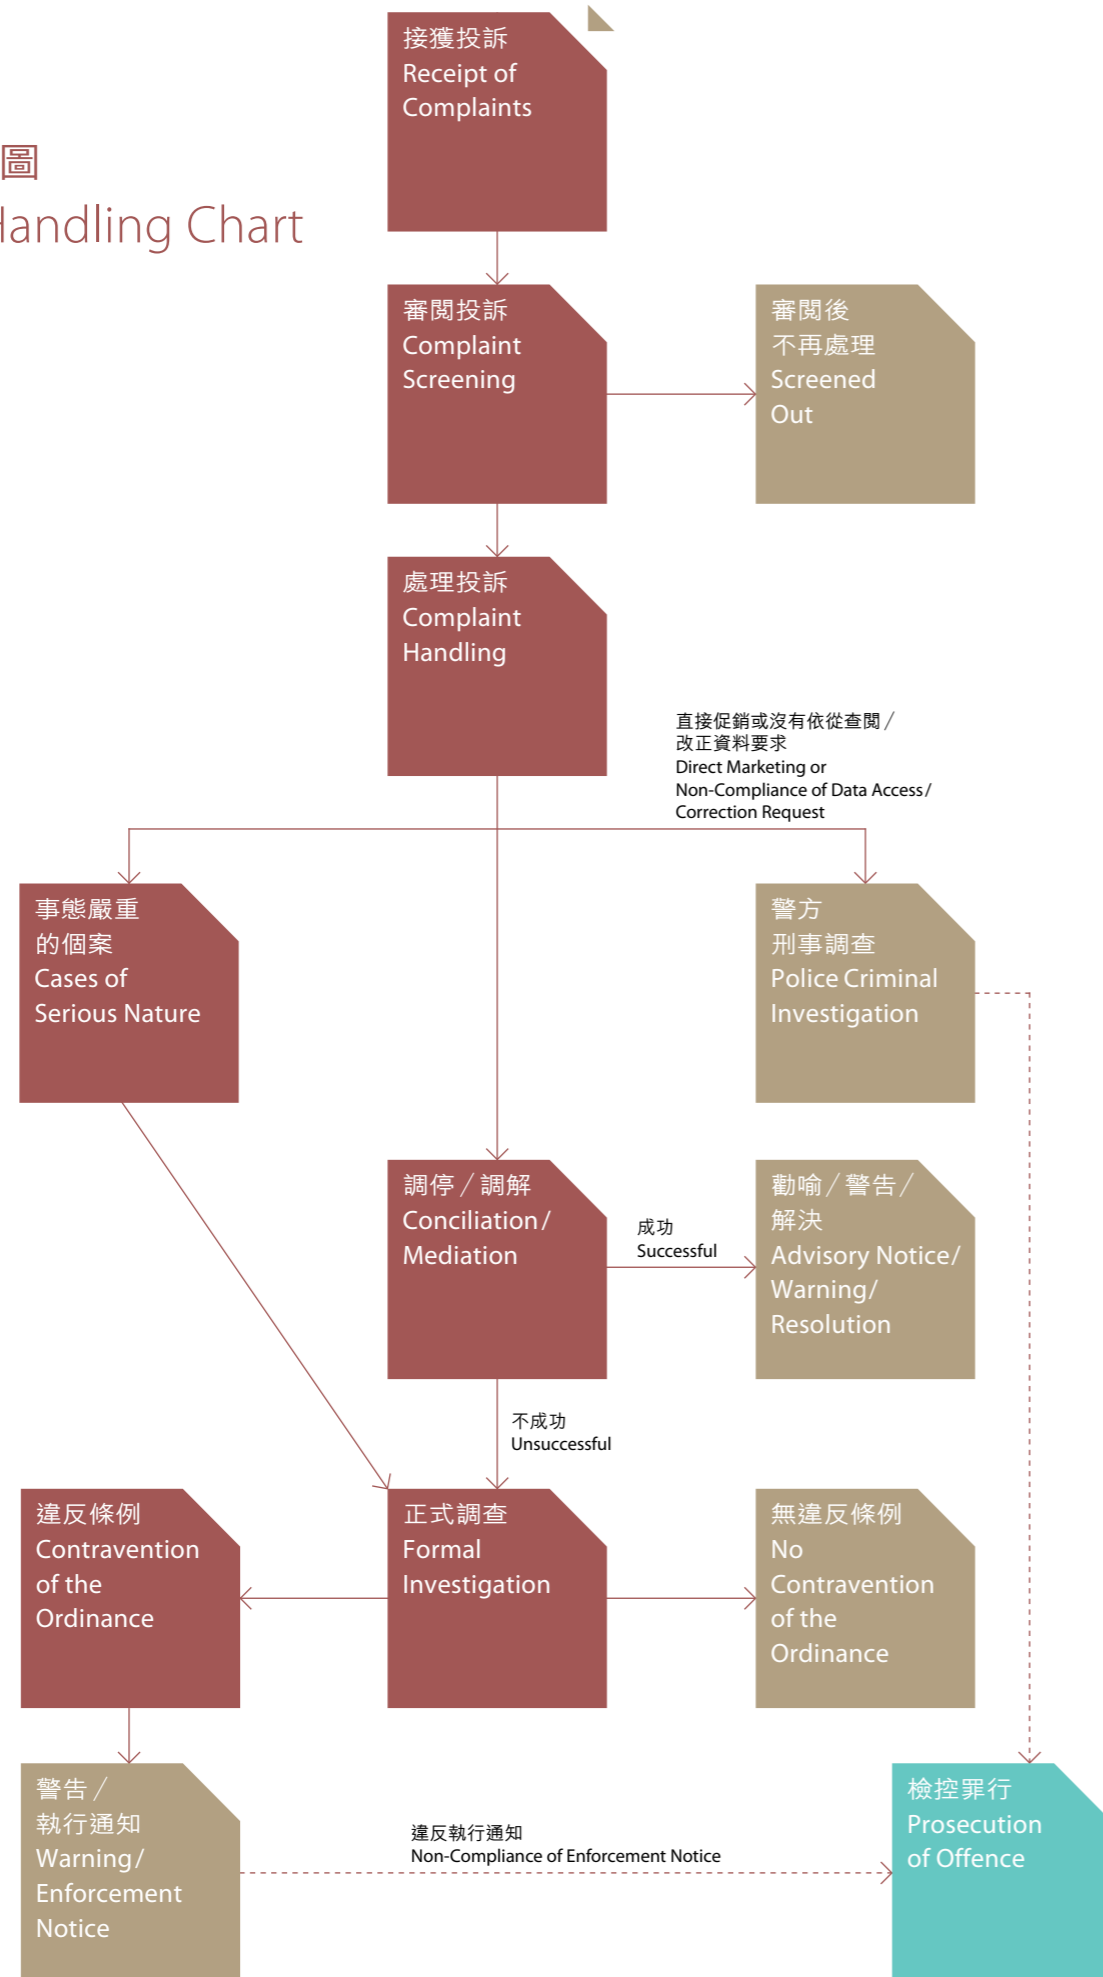 接獲投訴
Receipt of
Complaints
圖
Handling Chart
審閱投訴
Complaint
Screening
審閱後
不再處理
Screened
Out
處理投訴
Complaint
Handling
直接促銷或沒有依從查閱／
改正資料要求
Direct Marketing or
Non-Compliance of Data Access/
Correction Request
事態嚴重
的個案
Cases of
Serious Nature
警方
刑事調查
Police Criminal
Investigation
調停／調解
Conciliation/
Mediation
成功
Successful
勸喻／警告／
解決
Advisory Notice/
Warning/
Resolution
不成功
Unsuccessful
違反條例
Contravention
of the
Ordinance
正式調查
Formal
Investigation
無違反條例
No
Contravention
of the
Ordinance
警告／
執行通知
Warning/
Enforcement
Notice
違反執行通知
Non-Compliance of Enforcement Notice
檢控罪行
Prosecution
of Offence